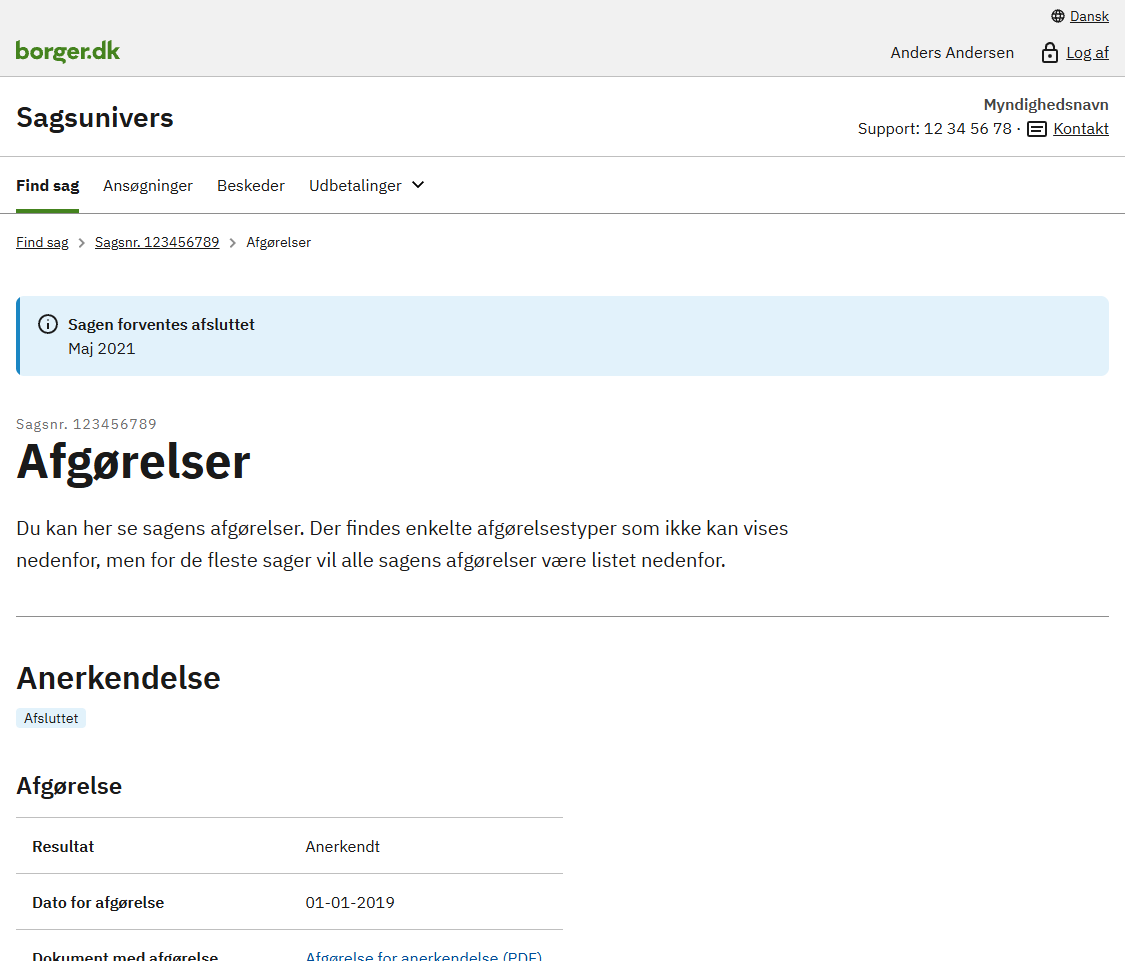 Dansk
borger.dk
Anders Andersen
Log af
Sagsunivers
Myndighedsnavn
Support: 12 34 56 78 · Kontakt
Find sag
Ansøgninger
Beskeder
Udbetalinger
Find sag
Sagsnr. 123456789
Afgørelser
Sagen forventes afsluttet
Maj 2021
Sagsnr. 123456789
Afgørelser
Du kan her se sagens afgørelser. Der findes enkelte afgørelsestyper som ikke kan vises
nedenfor, men for de fleste sager vil alle sagens afgørelser være listet nedenfor.
Anerkendelse
Afsluttet
Afgørelse
Resultat
Anerkendt
Dato for afgørelse
01-01-2019
Dokument med afgørelse
Afgørelse for anerkendelse (PDF)